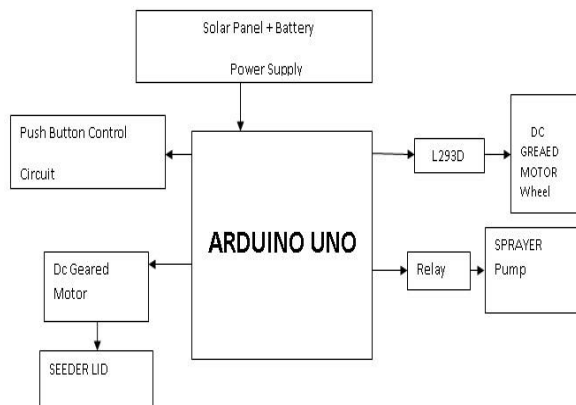 Solar Panel + Battery
Power Supply
Push Button Control
Circuit
ARDUINO UNO
L293D
DC
GREAED
MOTOR
Wheel
Dc Geared
Motor
Relay
SPRAYER
Pump
SEEDER LID